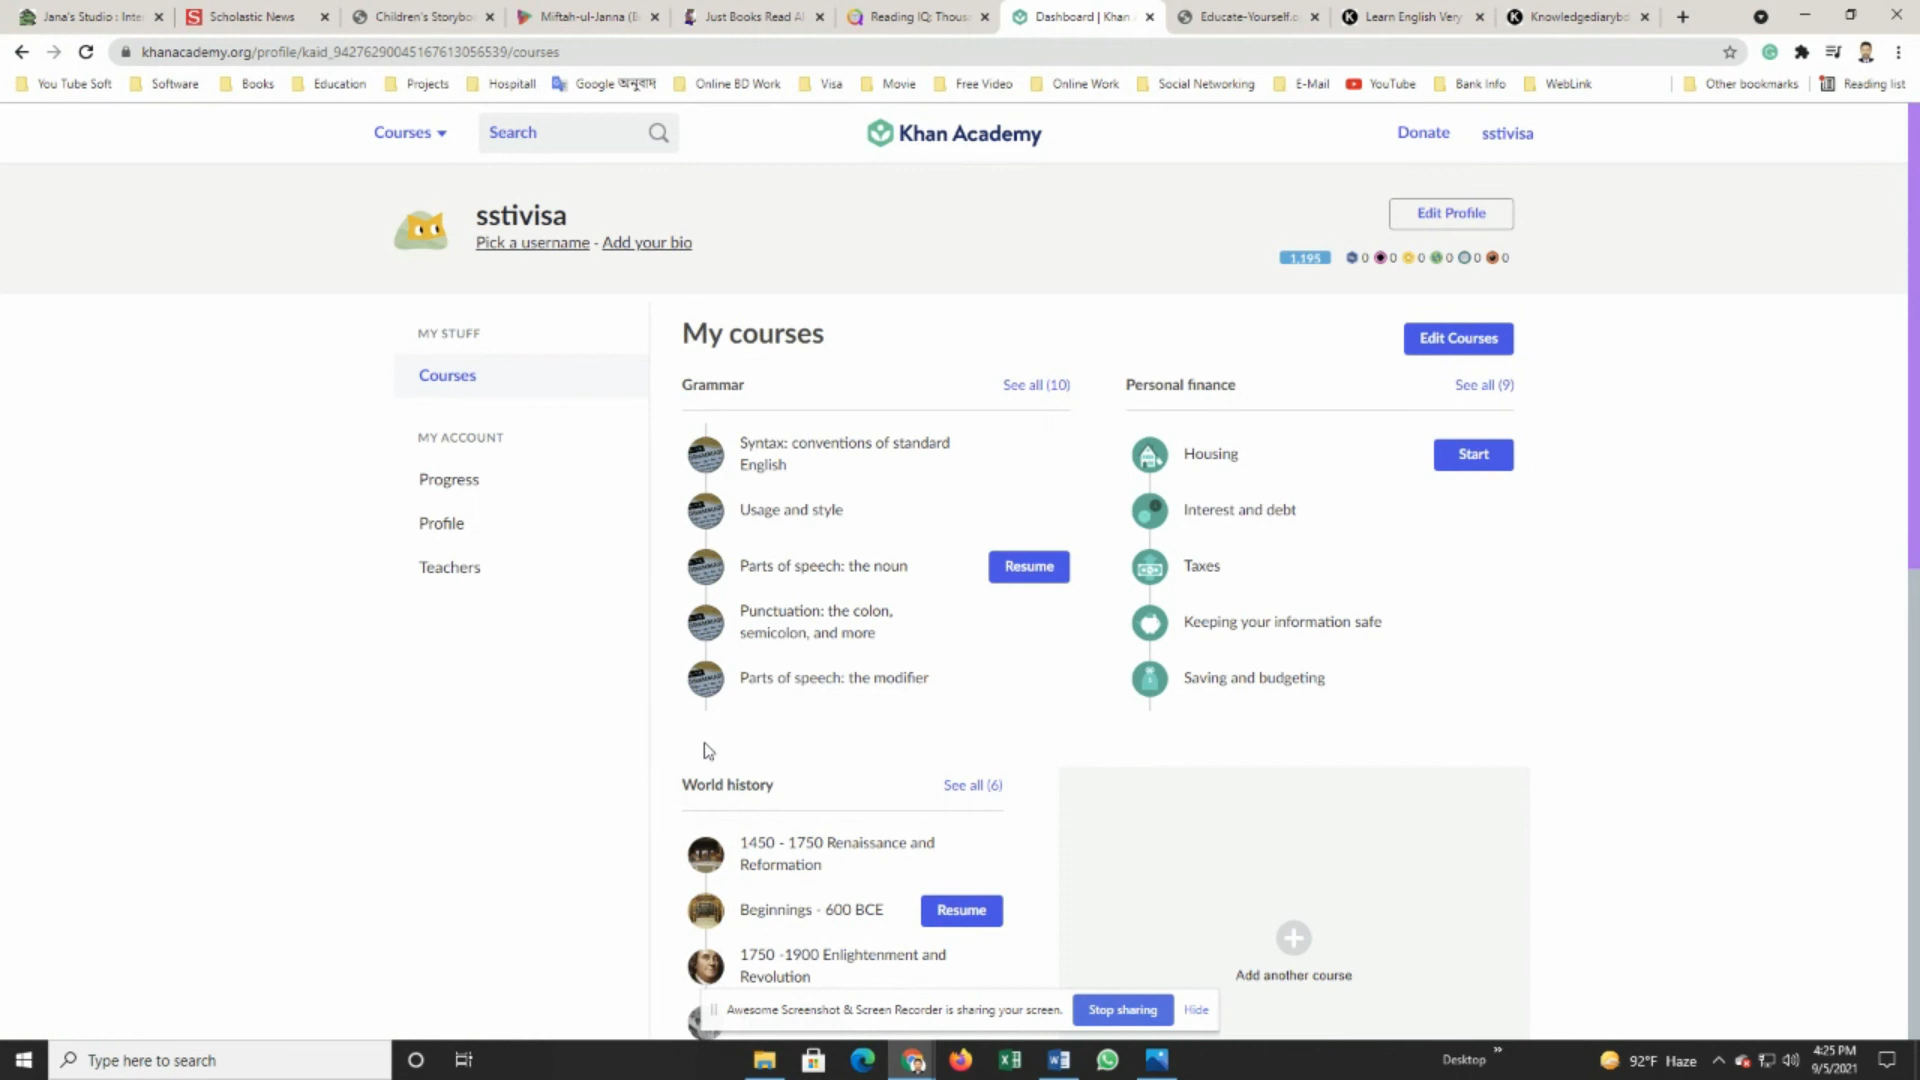 Jana's Studio : Inte
Scholastic News
Children's Storybo
Miftah-ul-Janna (B
Just Books Read Al
Reading IQ: Thous
Dashboard | Khan
Educate-Yourself.o
Learn English Very
Knowledgediarybd
khanacademy.org/profile/kaid_94276290045167613056539/courses
You Tube Soft
Software
Books
Education
Projects
Hospitall
Google অনুবাদ
Online BD Work
Visa
Movie
Free Video
Online Work
Social Networking
E-Mail
YouTube
Bank Info
WebLink
Other bookmarks
Reading list
Courses
Search
Khan Academy
Donate
sstivisa
sstivisa
Pick a username - Add your bio
Edit Profile
1,195
0 0 0 0 0 0
MY STUFF
Courses
MY ACCOUNT
Progress
Profile
Teachers
My courses
Edit Courses
Grammar
See all (10)
Syntax: conventions of standard
English
Usage and style
Parts of speech: the noun
Resume
Punctuation: the colon,
semicolon, and more
Parts of speech: the modifier
Personal finance
See all (9)
Housing
Start
Interest and debt
Taxes
Keeping your information safe
Saving and budgeting
World history
See all (6)
1450 - 1750 Renaissance and
Reformation
Beginnings - 600 BCE
Resume
1750 -1900 Enlightenment and
Revolution
Add another course
Awesome Screenshot & Screen Recorder is sharing your screen.
Stop sharing
Hide
Type here to search
Desktop
92°F Haze
4:25 PM
9/5/2021